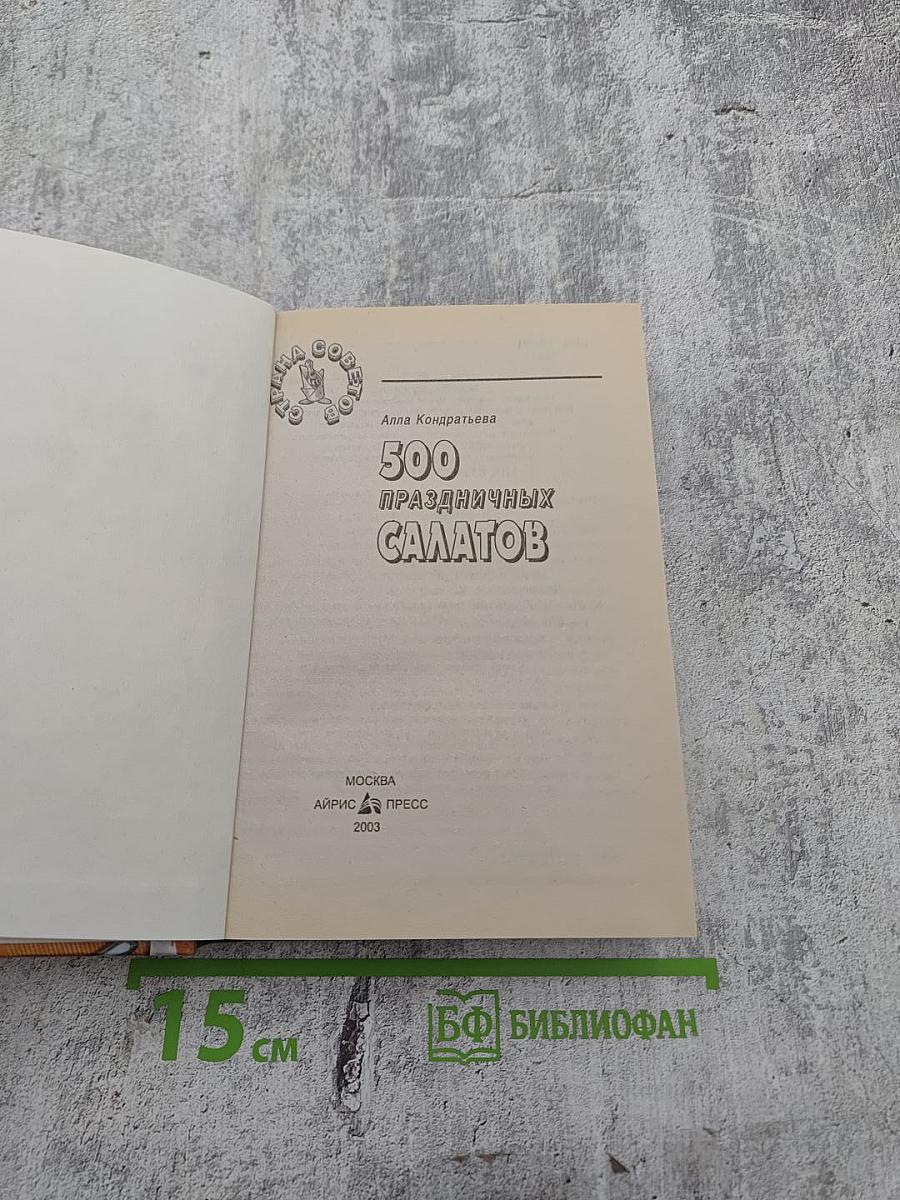 СТРАНА СОВЕТОВ
Алла Кондратьева
500
ПРАЗДНИЧНЫХ
САЛАТОВ
МОСКВА
АЙРИС ПРЕСС
2003
15 см
БФ БИБЛИОФАН